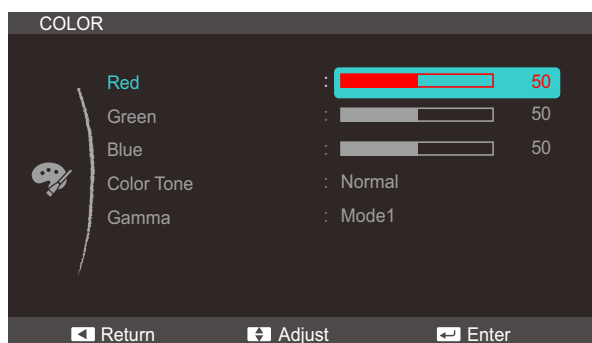 COLOR
Red : 50
Green : 50
Blue : 50
Color Tone : Normal
Gamma : Mode1
Return Adjust Enter